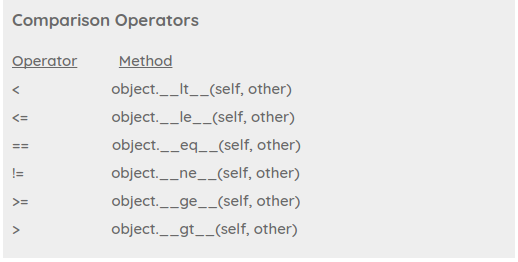 Comparison Operators
Operator Method
< object.__lt__(self, other)
<= object.__le__(self, other)
== object.__eq__(self, other)
!= object.__ne__(self, other)
>= object.__ge__(self, other)
> object.__gt__(self, other)